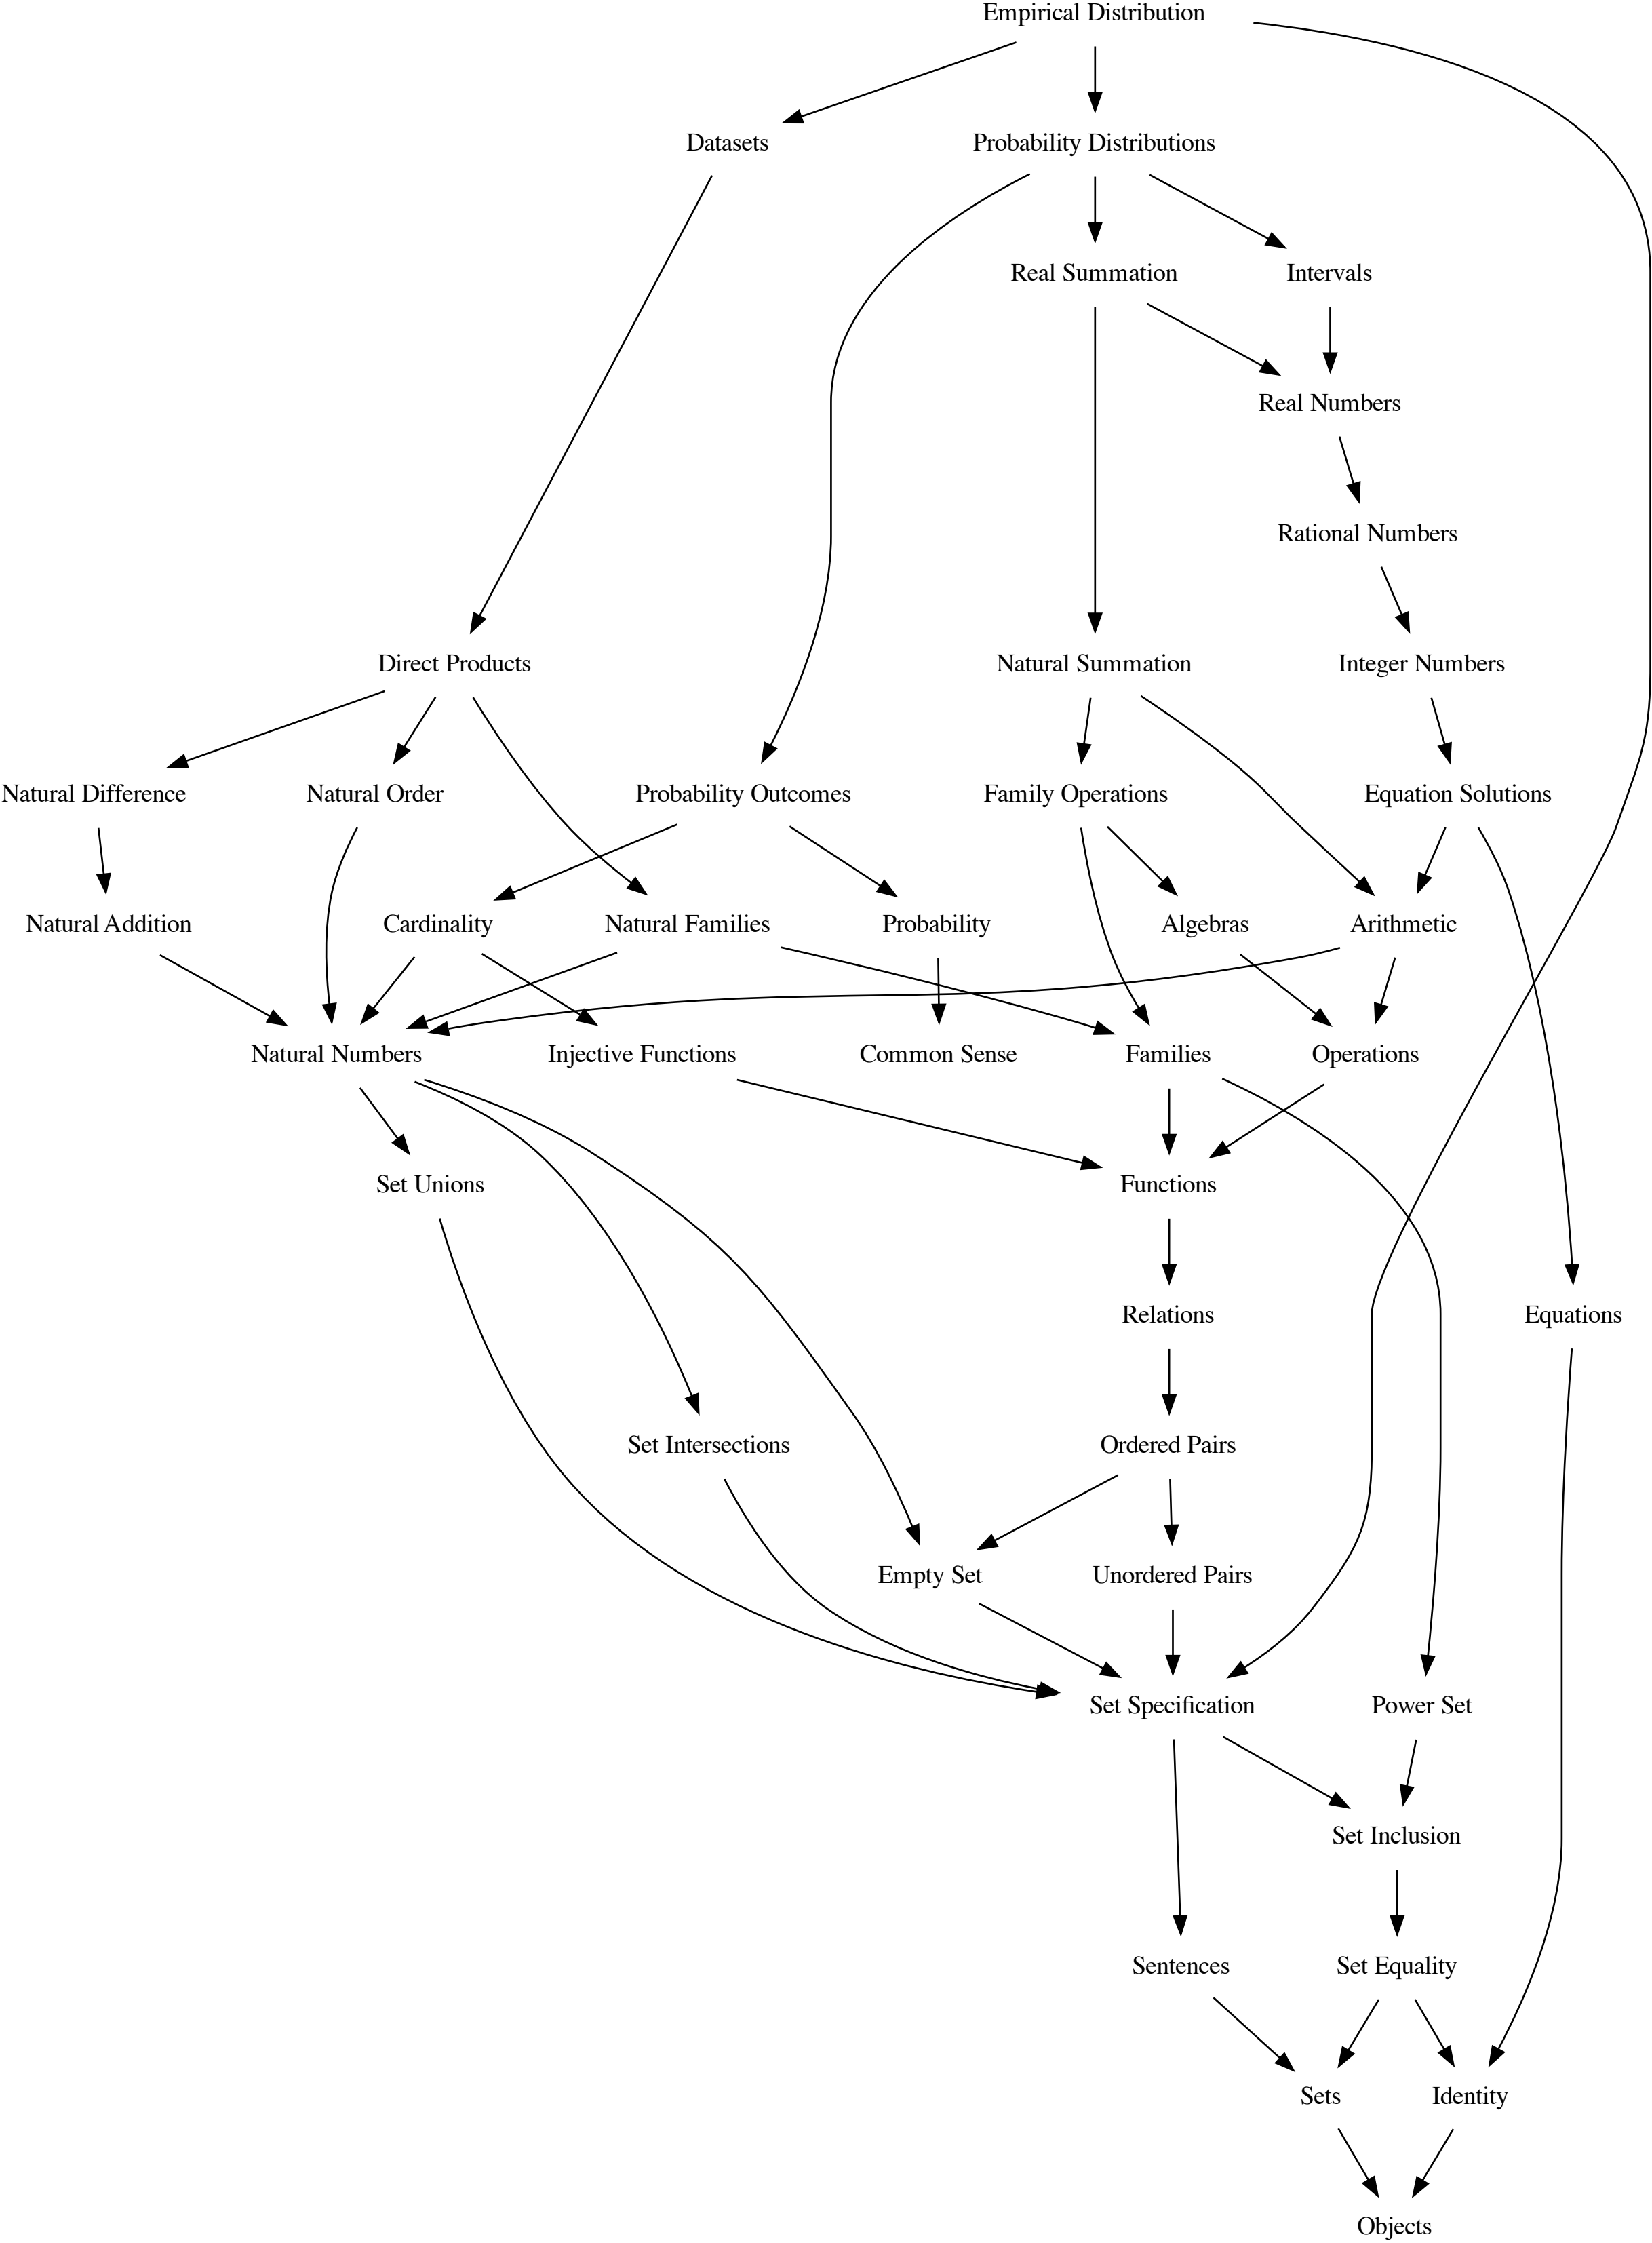 Empirical Distribution
Datasets
Probability Distributions
Real Summation
Intervals
Real Numbers
Rational Numbers
Direct Products
Natural Summation
Integer Numbers
Natural Difference
Natural Order
Probability Outcomes
Family Operations
Equation Solutions
Natural Addition
Cardinality
Natural Families
Probability
Algebras
Arithmetic
Natural Numbers
Injective Functions
Common Sense
Families
Operations
Set Unions
Functions
Relations
Equations
Set Intersections
Ordered Pairs
Empty Set
Unordered Pairs
Set Specification
Power Set
Set Inclusion
Sentences
Set Equality
Sets
Identity
Objects